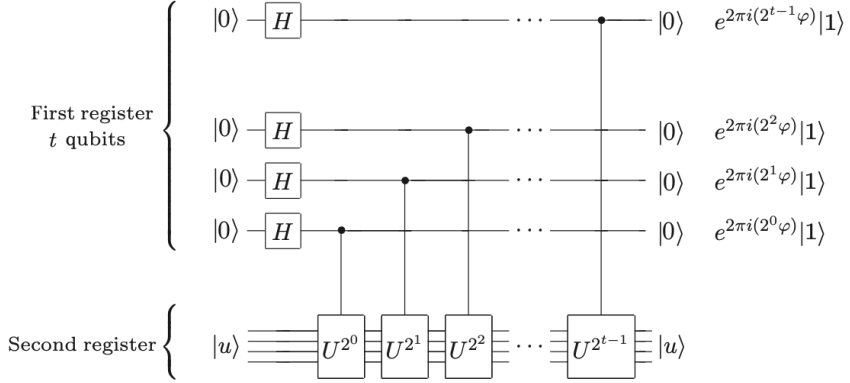 |0⟩ H ··· |0⟩ e^{2πi(2^{t−1}φ)}|1⟩
First register
t qubits
|0⟩ H ··· |0⟩ e^{2πi(2^2φ)}|1⟩
|0⟩ H ··· |0⟩ e^{2πi(2^1φ)}|1⟩
|0⟩ H ··· |0⟩ e^{2πi(2^0φ)}|1⟩
Second register |u⟩ U^{2^0} U^{2^1} U^{2^2} ··· U^{2^{t−1}} |u⟩